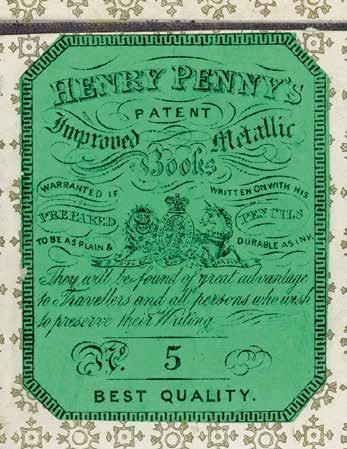 HENRY PENNY'S
PATENT
Improved Metallic
Books
WARRANTED IF WRITTEN ON WITH HIS
PREPARED PENCILS
TO BE AS PLAIN & DURABLE AS INK
They will be found of great advantage
to Travellers and all persons who wish
to preserve their Writing
No. 5
BEST QUALITY.